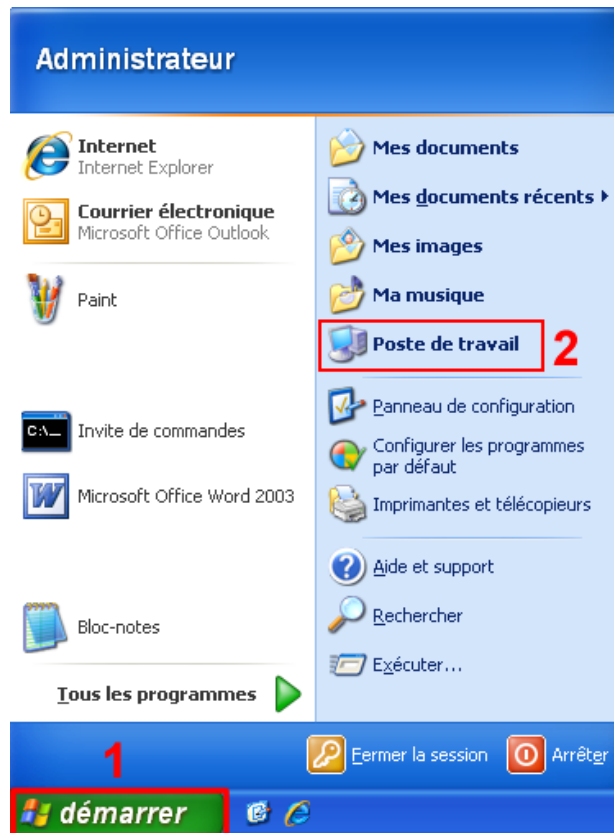 Administrateur
Internet
Internet Explorer
Courrier électronique
Microsoft Office Outlook
Paint
C:\_
Invite de commandes
Microsoft Office Word 2003
Bloc-notes
Tous les programmes
Mes documents
Mes documents récents
Mes images
Ma musique
Poste de travail
2
Panneau de configuration
Configurer les programmes
par défaut
Imprimantes et télécopieurs
Aide et support
Rechercher
Exécuter...
1
Fermer la session
Arrêter
démarrer